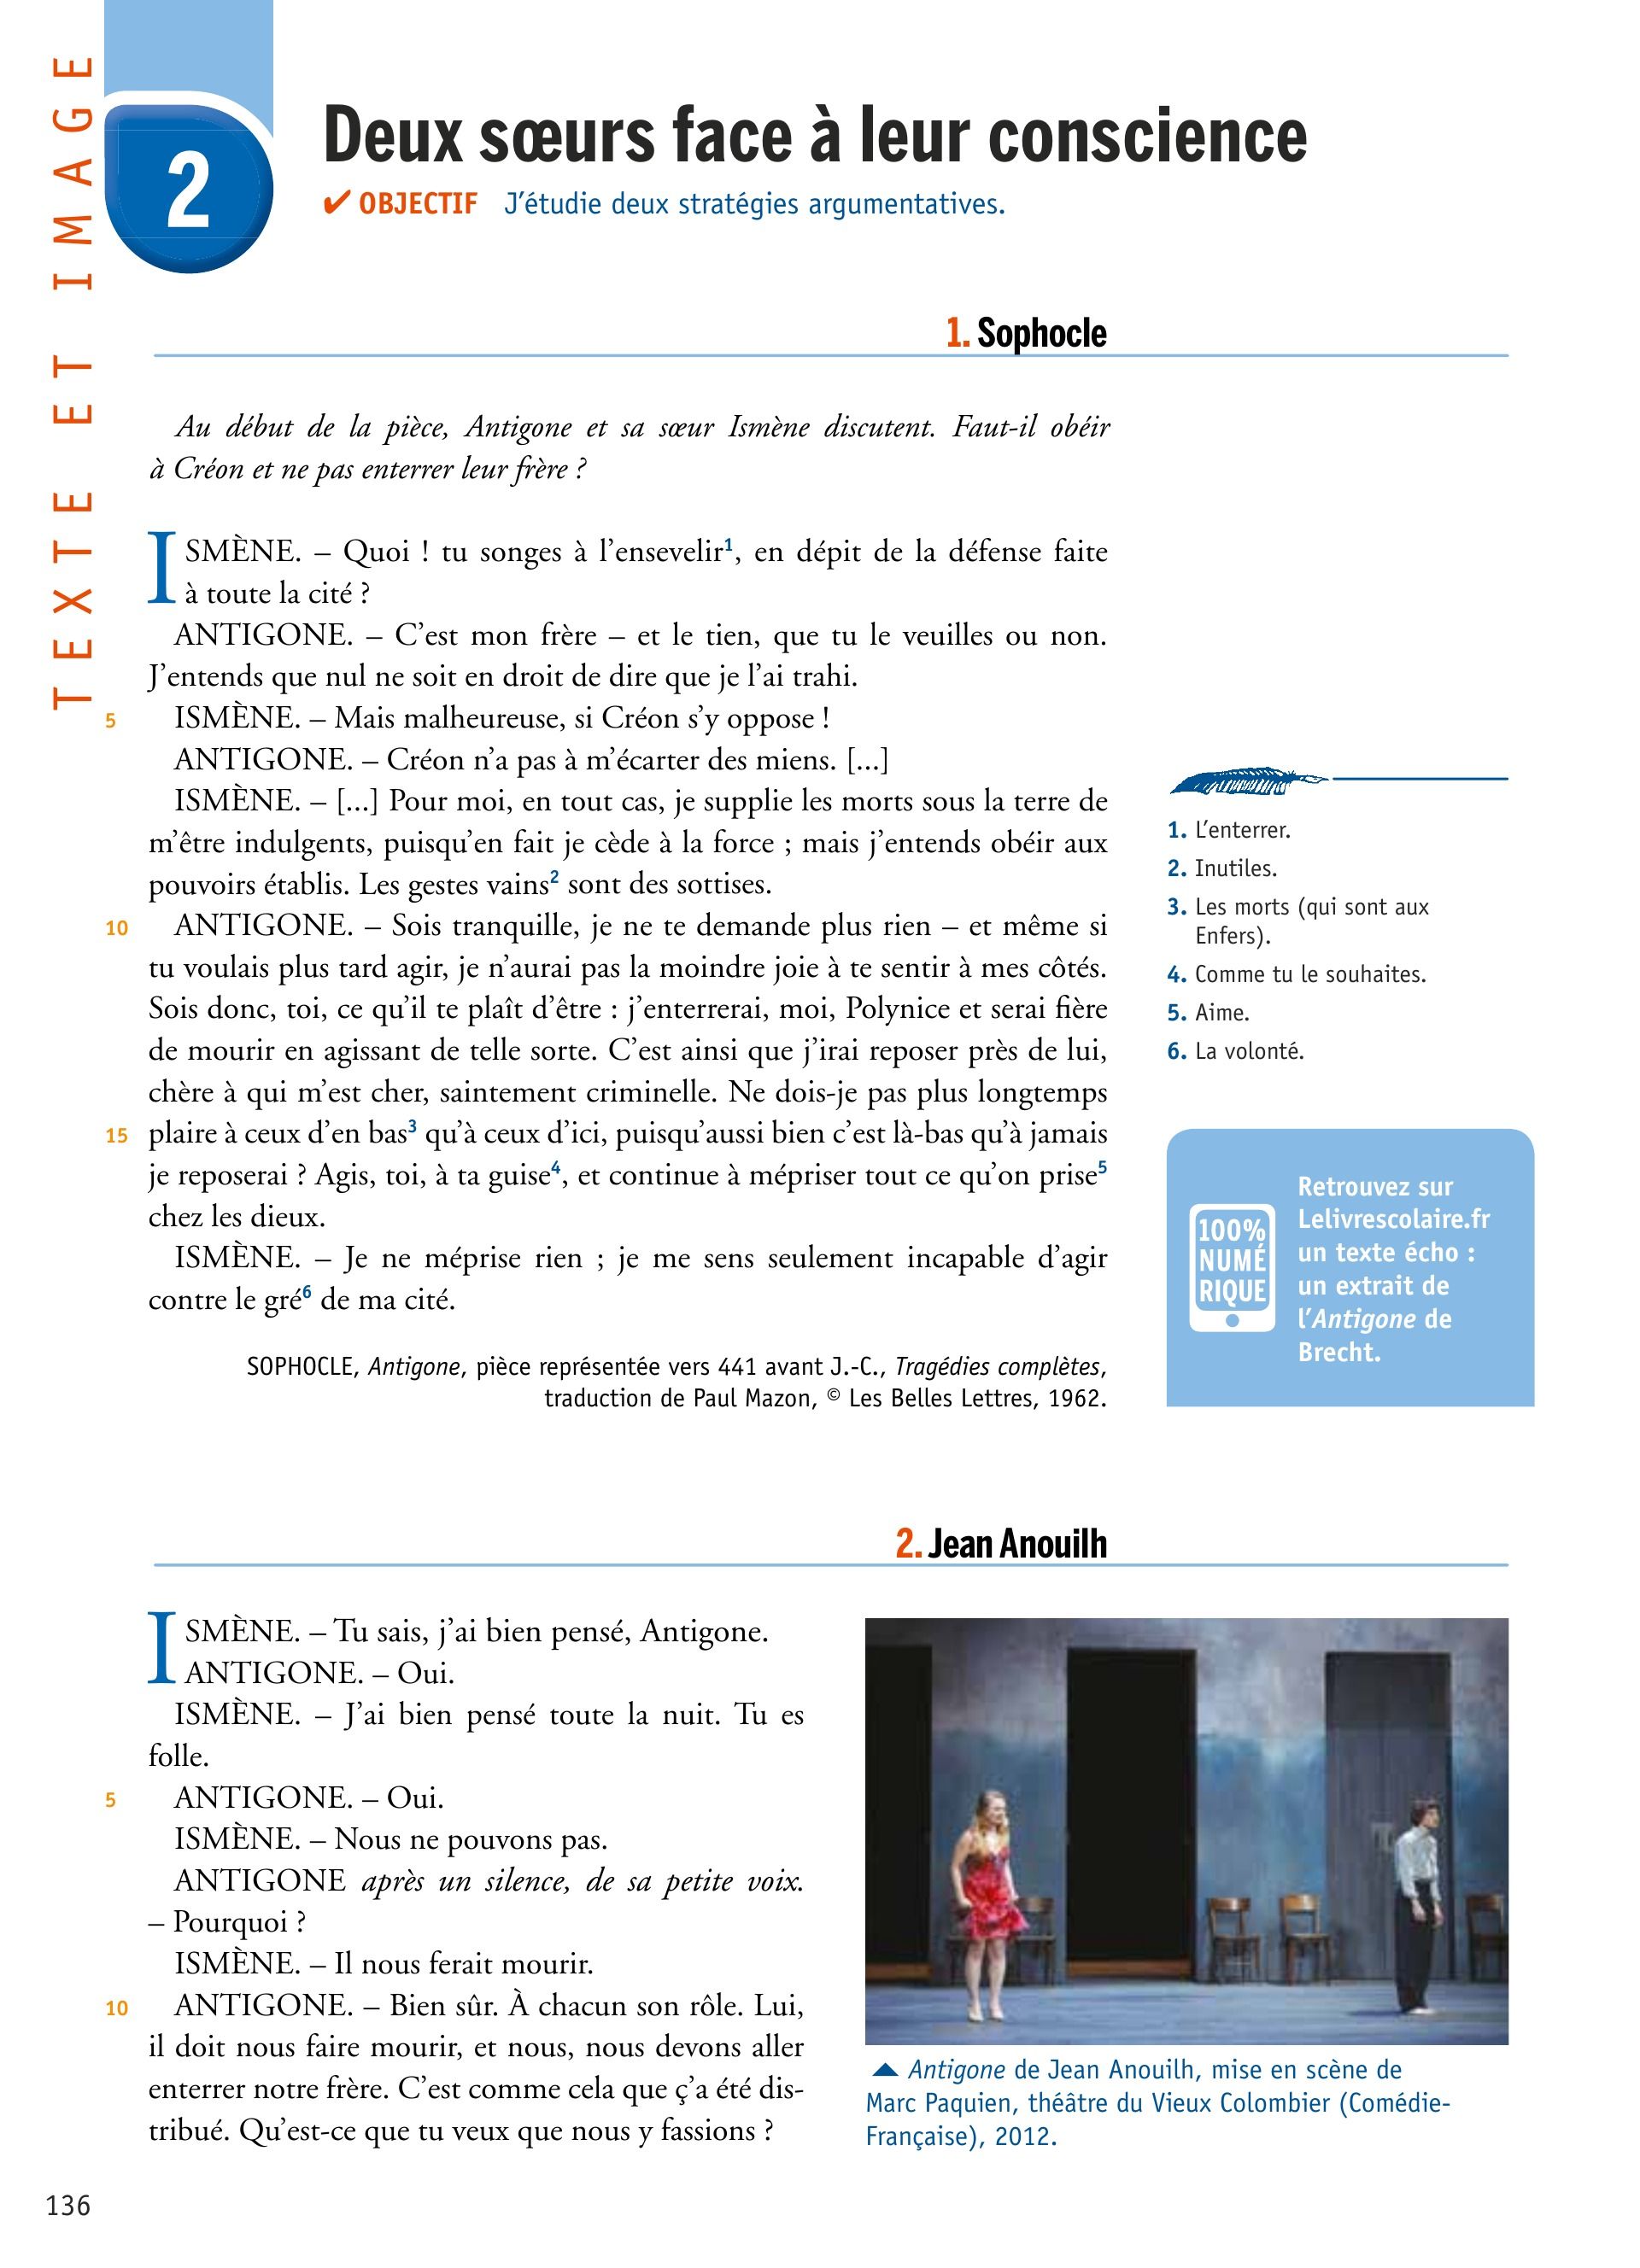 TEXTE ET IMAGE
2
Deux sœurs face à leur conscience
✔ OBJECTIF J'étudie deux stratégies argumentatives.
1. Sophocle
Au début de la pièce, Antigone et sa sœur Ismène discutent. Faut-il obéir
à Créon et ne pas enterrer leur frère ?
ISMÈNE. – Quoi ! tu songes à l'ensevelir¹, en dépit de la défense faite
à toute la cité ?
ANTIGONE. – C'est mon frère – et le tien, que tu le veuilles ou non.
J'entends que nul ne soit en droit de dire que je l'ai trahi.
5 ISMÈNE. – Mais malheureuse, si Créon s'y oppose !
ANTIGONE. – Créon n'a pas à m'écarter des miens. [...]
ISMÈNE. – [...] Pour moi, en tout cas, je supplie les morts sous la terre de
m'être indulgents, puisqu'en fait je cède à la force ; mais j'entends obéir aux
pouvoirs établis. Les gestes vains² sont des sottises.
10 ANTIGONE. – Sois tranquille, je ne te demande plus rien – et même si
tu voulais plus tard agir, je n'aurai pas la moindre joie à te sentir à mes côtés.
Sois donc, toi, ce qu'il te plaît d'être : j'enterrerai, moi, Polynice et serai fière
de mourir en agissant de telle sorte. C'est ainsi que j'irai reposer près de lui,
chère à qui m'est cher, saintement criminelle. Ne dois-je pas plus longtemps
15 plaire à ceux d'en bas³ qu'à ceux d'ici, puisqu'aussi bien c'est là-bas qu'à jamais
je reposerai ? Agis, toi, à ta guise⁴, et continue à mépriser tout ce qu'on prise⁵
chez les dieux.
ISMÈNE. – Je ne méprise rien ; je me sens seulement incapable d'agir
contre le gré⁶ de ma cité.
SOPHOCLE, Antigone, pièce représentée vers 441 avant J.-C., Tragédies complètes,
traduction de Paul Mazon, © Les Belles Lettres, 1962.
1. L'enterrer.
2. Inutiles.
3. Les morts (qui sont aux
Enfers).
4. Comme tu le souhaites.
5. Aime.
6. La volonté.
100%
NUMÉ
RIQUE
Retrouvez sur
Lelivrescolaire.fr
un texte écho :
un extrait de
l'Antigone de
Brecht.
2. Jean Anouilh
ISMÈNE. – Tu sais, j'ai bien pensé, Antigone.
ANTIGONE. – Oui.
ISMÈNE. – J'ai bien pensé toute la nuit. Tu es
folle.
5 ANTIGONE. – Oui.
ISMÈNE. – Nous ne pouvons pas.
ANTIGONE après un silence, de sa petite voix.
– Pourquoi ?
ISMÈNE. – Il nous ferait mourir.
10 ANTIGONE. – Bien sûr. À chacun son rôle. Lui,
il doit nous faire mourir, et nous, nous devons aller
enterrer notre frère. C'est comme cela que ç'a été dis-
tribué. Qu'est-ce que tu veux que nous y fassions ?
Antigone de Jean Anouilh, mise en scène de
Marc Paquien, théâtre du Vieux Colombier (Comédie-
Française), 2012.
136